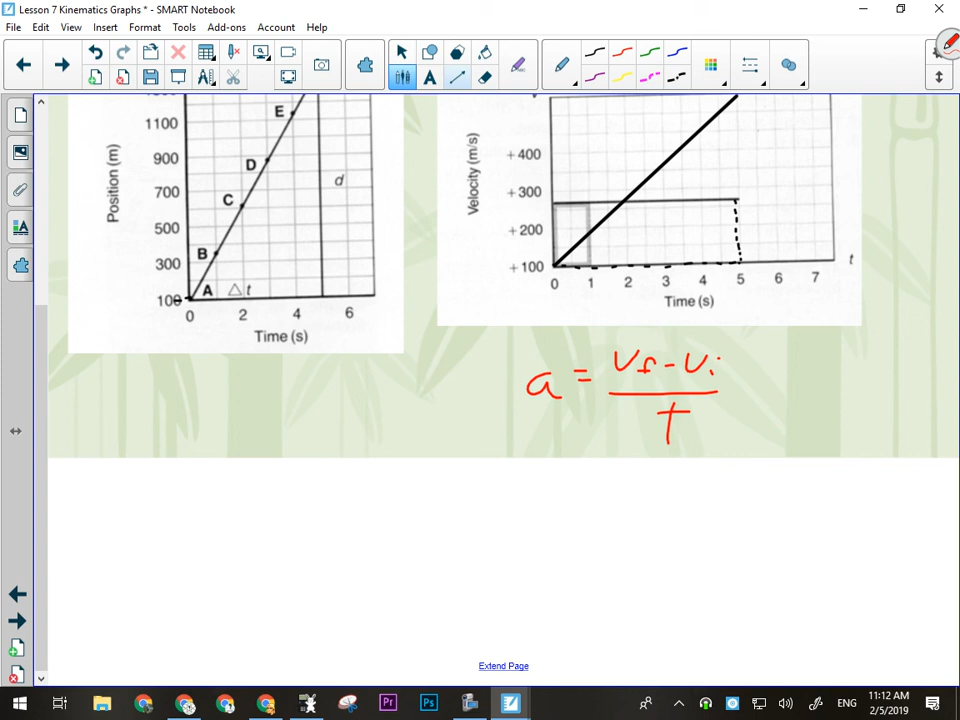 Lesson 7 Kinematics Graphs * - SMART Notebook
File Edit View Insert Format Tools Add-ons Account Help
1100
900
700
500
300
100
Position (m)
A
B
C
D
E
d
△t
0 2 4 6
Time (s)
Velocity (m/s)
+400
+300
+200
+100
0 1 2 3 4 5 6 7
t
Time (s)
a = vf - vi
T
Extend Page
Pr
Ps
ENG
11:12 AM
2/5/2019